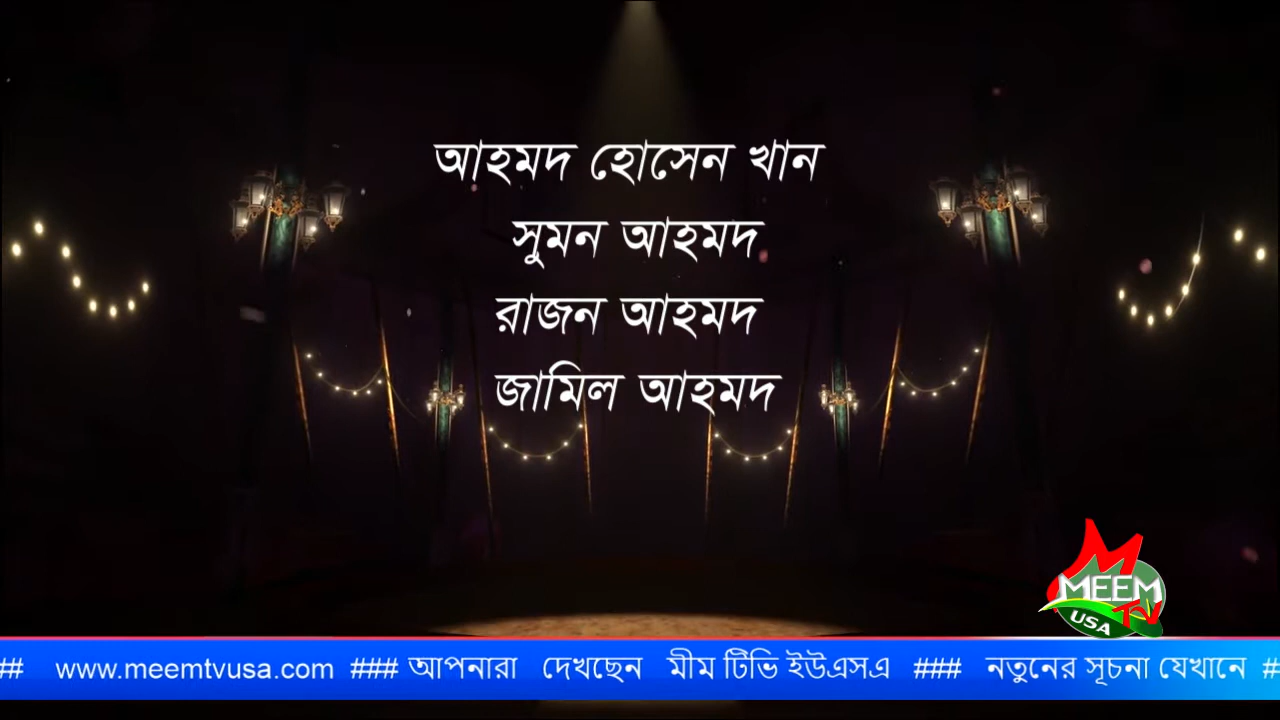 আহমদ হোসেন খান
সুমন আহমদ
রাজন আহমদ
জামিল আহমদ
MEEM
TV
USA
## www.meemtvusa.com ### আপনারা দেখছেন মীম টিভি ইউএসএ ### নতুনের সূচনা যেখানে #